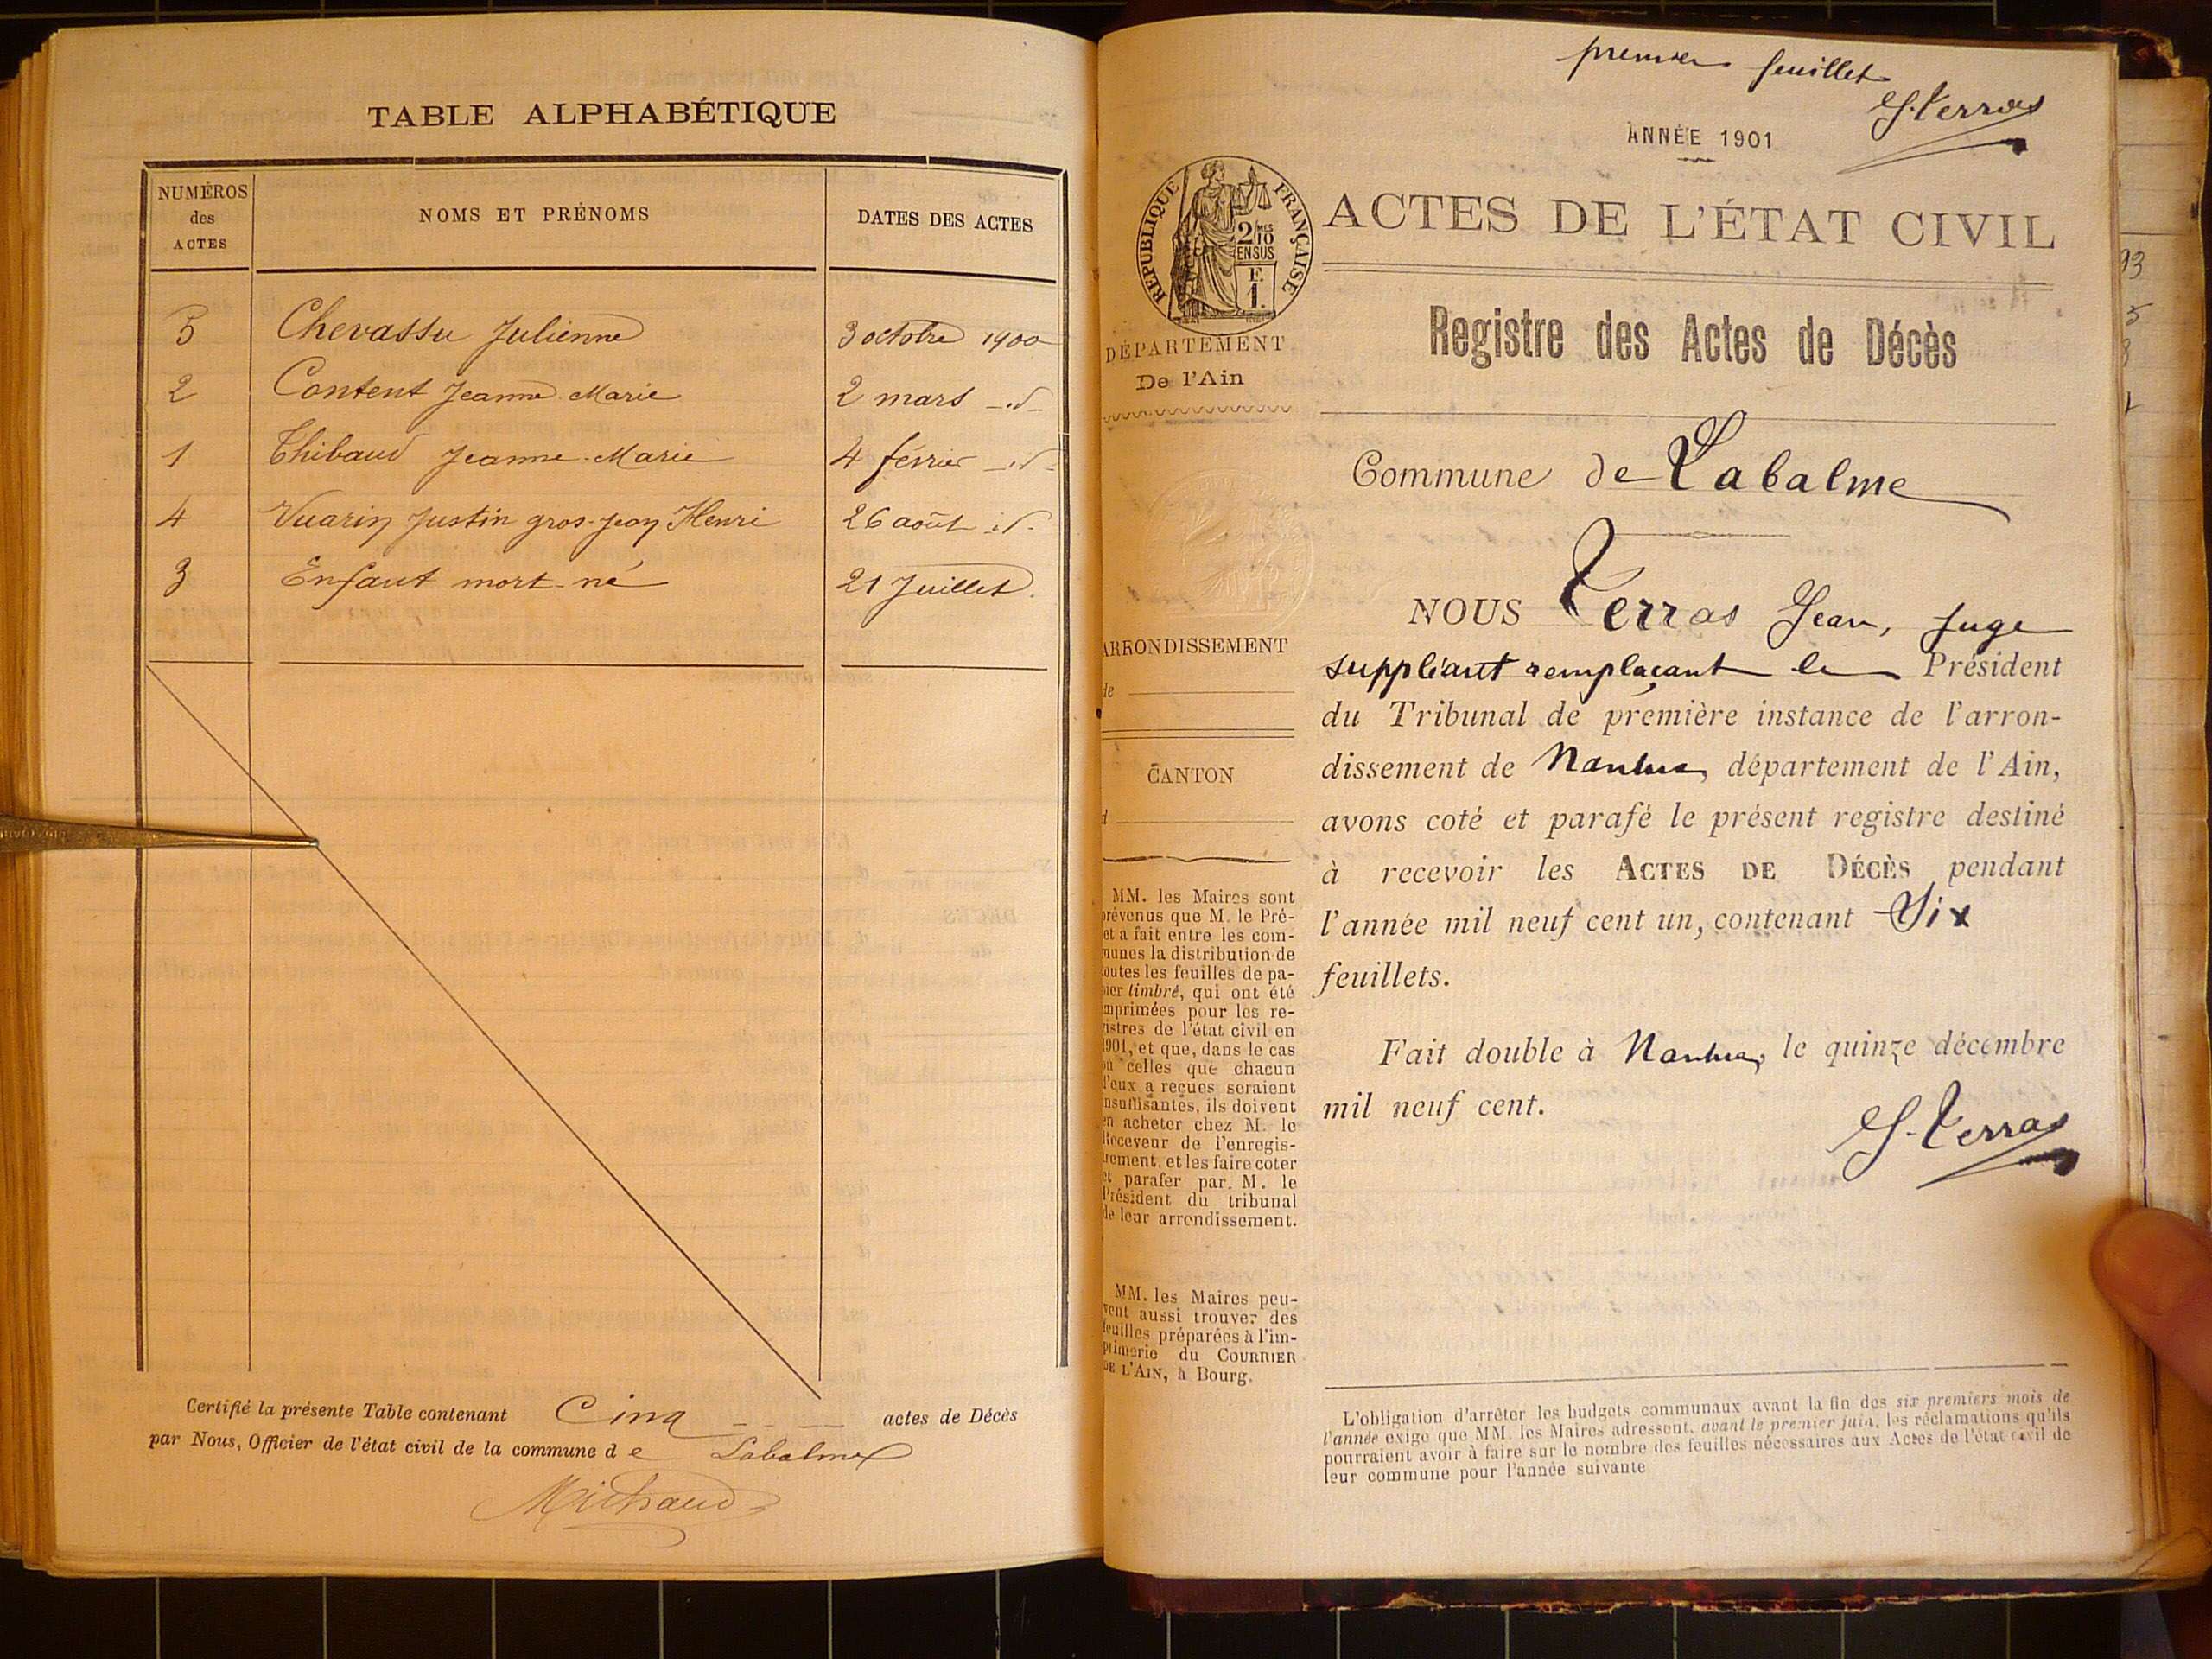 TABLE ALPHABÉTIQUE
NUMÉROS
des
ACTES
NOMS ET PRÉNOMS
DATES DES ACTES
5 Chevassu Julienne 3 octobre 1900
2 Content Jeanne-Marie 2 mars -id-
1 Thibaud Jeanne-Marie 4 février -id-
4 Vuarin Justin gros-Jean Henri 26 août id.
3 Enfant mort-né 21 Juillet.
Certifié la présente Table contenant Cinq actes de Décès
par Nous, Officier de l'état civil de la commune de Labalme
Michaud
premier feuillet
J. Terras
ANNÉE 1901
RÉPUBLIQUE FRANÇAISE
2 MES
10
EN SUS
F.
1.
ACTES DE L'ÉTAT CIVIL
Registre des Actes de Décès
DÉPARTEMENT
De l'Ain
Commune de Labalme
NOUS Terras Jean, Juge
suppléant remplaçant le Président
du Tribunal de première instance de l'arron-
dissement de Nantua, département de l'Ain,
avons coté et parafé le présent registre destiné
à recevoir les ACTES DE DÉCÈS pendant
l'année mil neuf cent un, contenant Six
feuillets.
Fait double à Nantua, le quinze décembre
mil neuf cent.
J. Terras
ARRONDISSEMENT
de
CANTON
d
MM. les Maires sont
prévenus que M. le Pré-
et a fait entre les com-
munes la distribution de
toutes les feuilles de pa-
pier timbré, qui ont été
imprimées pour les re-
gistres de l'état civil en
1901, et que, dans le cas
où celles que chacun
d'eux a reçues seraient
insuffisantes, ils doivent
en acheter chez M. le
Receveur de l'enregis-
trement, et les faire coter
et parafer par M. le
Président du tribunal
de leur arrondissement.
MM. les Maires peu-
vent aussi trouver des
feuilles préparées à l'im-
primerie du COURRIER
DE L'AIN, à Bourg.
L'obligation d'arrêter les budgets communaux avant la fin des six premiers mois de
l'année exige que MM. les Maires adressent, avant le premier juin, les réclamations qu'ils
pourraient avoir à faire sur le nombre des feuilles nécessaires aux Actes de l'état civil de
leur commune pour l'année suivante
93
5
8